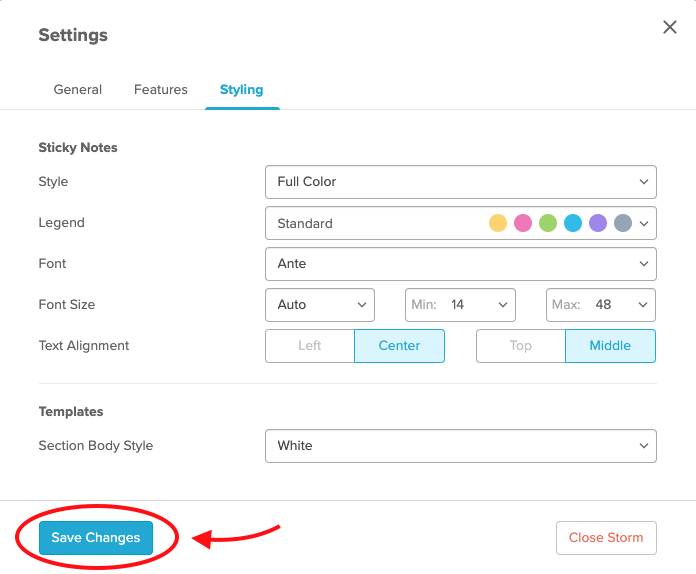 Settings
General Features Styling
Sticky Notes
Style Full Color
Legend Standard
Font Ante
Font Size Auto Min: 14 Max: 48
Text Alignment Left Center Top Middle
Templates
Section Body Style White
Save Changes Close Storm